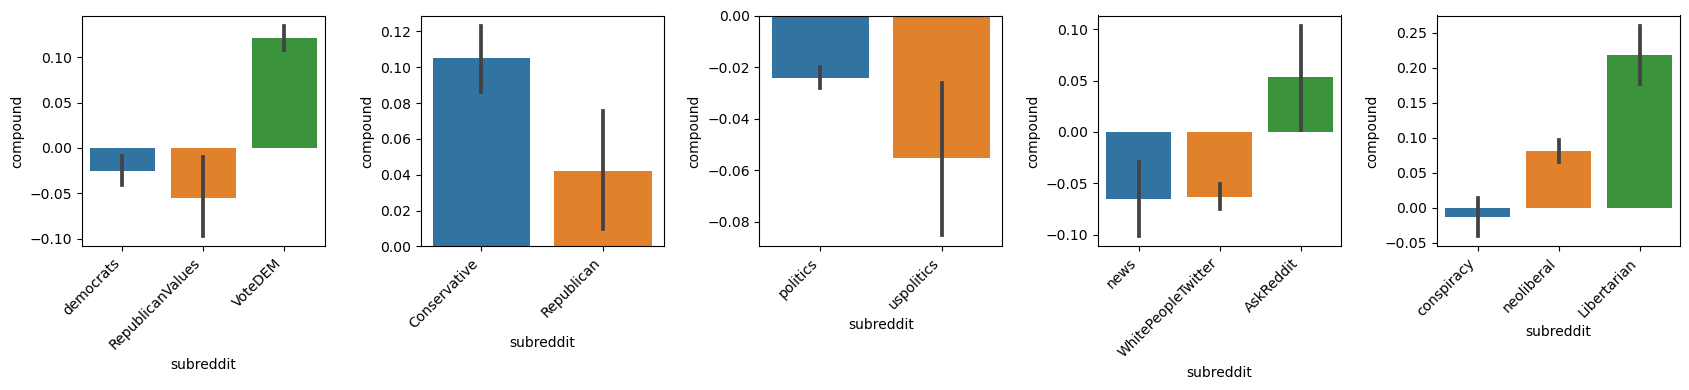 compound
0.10
0.05
0.00
−0.05
−0.10
democrats
RepublicanValues
VoteDEM
subreddit
compound
0.12
0.10
0.08
0.06
0.04
0.02
0.00
Conservative
Republican
subreddit
compound
0.00
−0.02
−0.04
−0.06
−0.08
politics
uspolitics
subreddit
compound
0.10
0.05
0.00
−0.05
−0.10
news
WhitePeopleTwitter
AskReddit
subreddit
compound
0.25
0.20
0.15
0.10
0.05
0.00
−0.05
conspiracy
neoliberal
Libertarian
subreddit